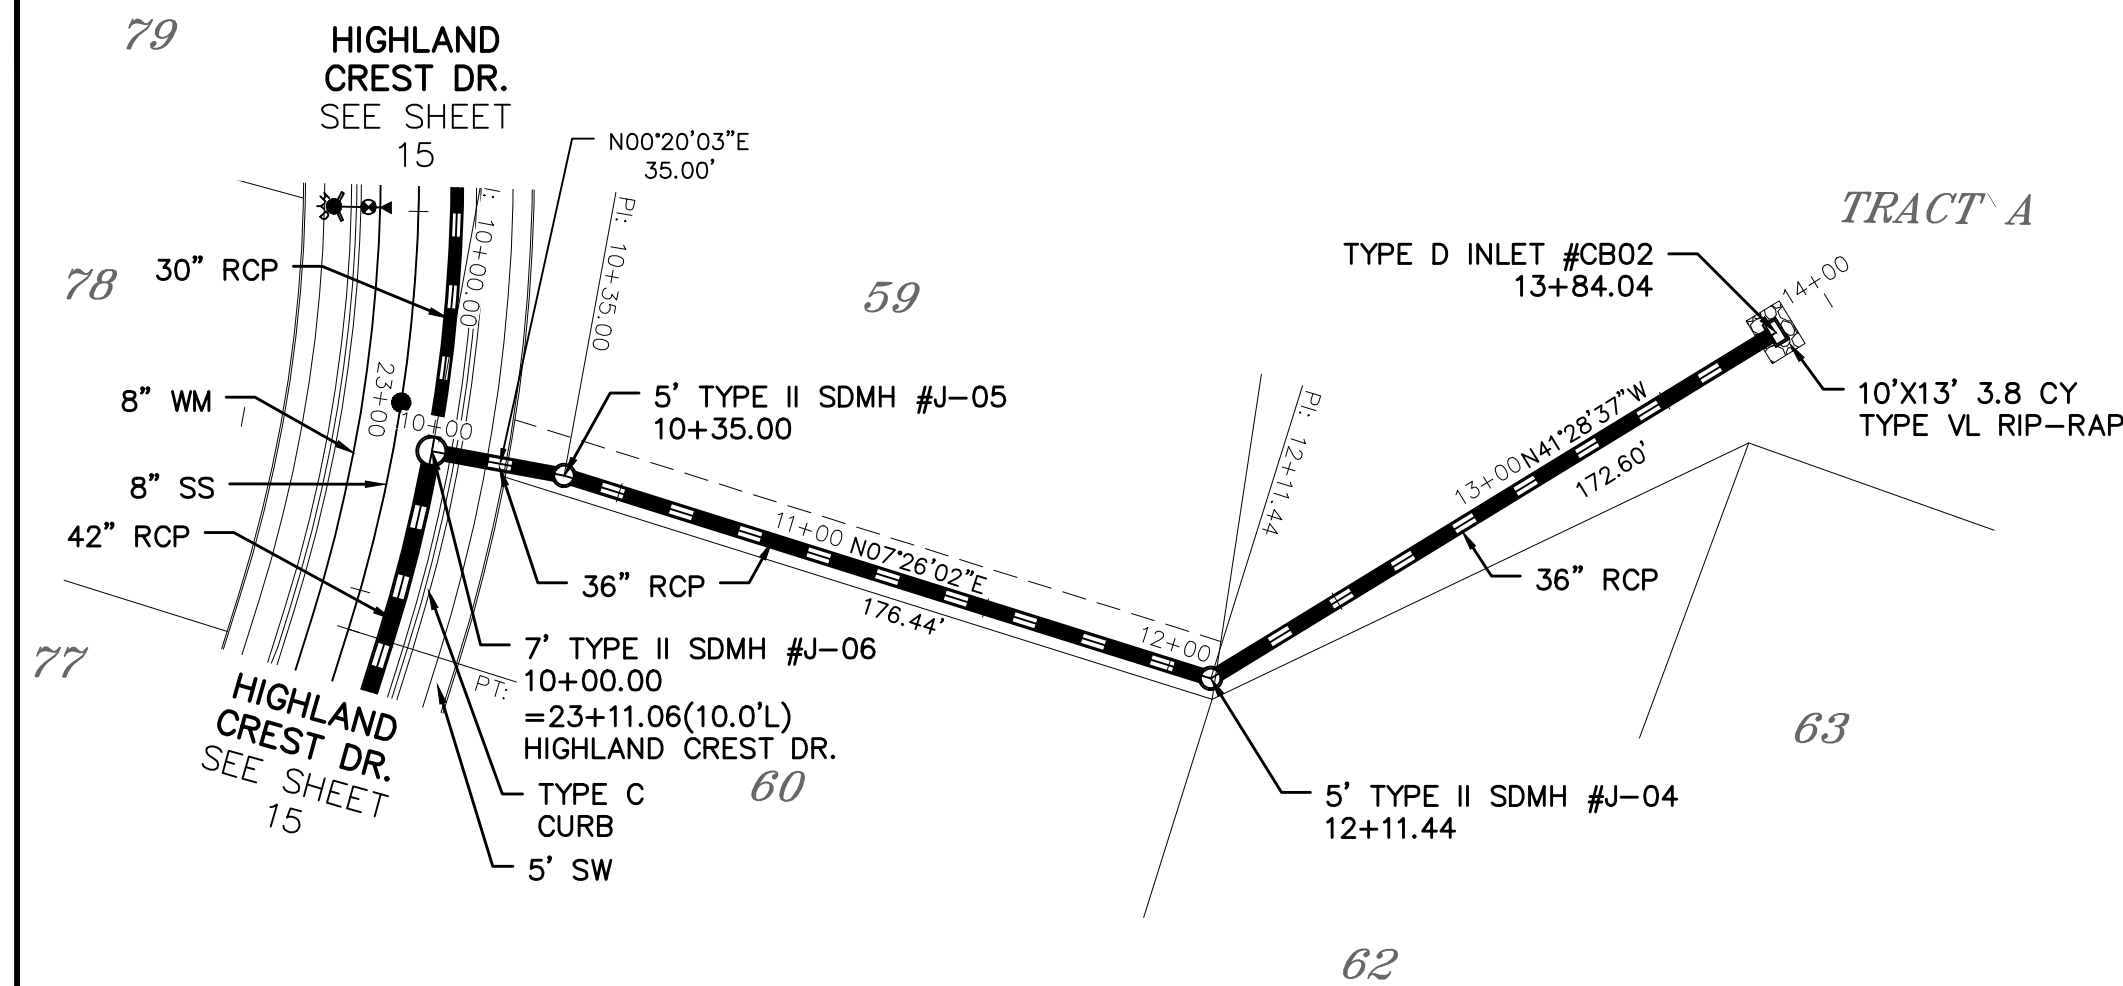 79
HIGHLAND
CREST DR.
SEE SHEET
15
N00°20'03"E
35.00'
TRACT A
TYPE D INLET #CB02
13+84.04
14+00
78
30" RCP
10+00.00
PI: 10+35.00
59
10'X13' 3.8 CY
TYPE VL RIP-RAP
8" WM
23+00
10+00
5' TYPE II SDMH #J-05
10+35.00
PI: 12+11.44
N41°28'37"W
172.60'
13+00
8" SS
42" RCP
11+00
N07°26'02"E
176.44'
36" RCP
36" RCP
12+00
77
PT:
7' TYPE II SDMH #J-06
10+00.00
=23+11.06(10.0'L)
HIGHLAND CREST DR.
HIGHLAND
CREST DR.
SEE SHEET
15
60
63
TYPE C
CURB
5' TYPE II SDMH #J-04
12+11.44
5' SW
62